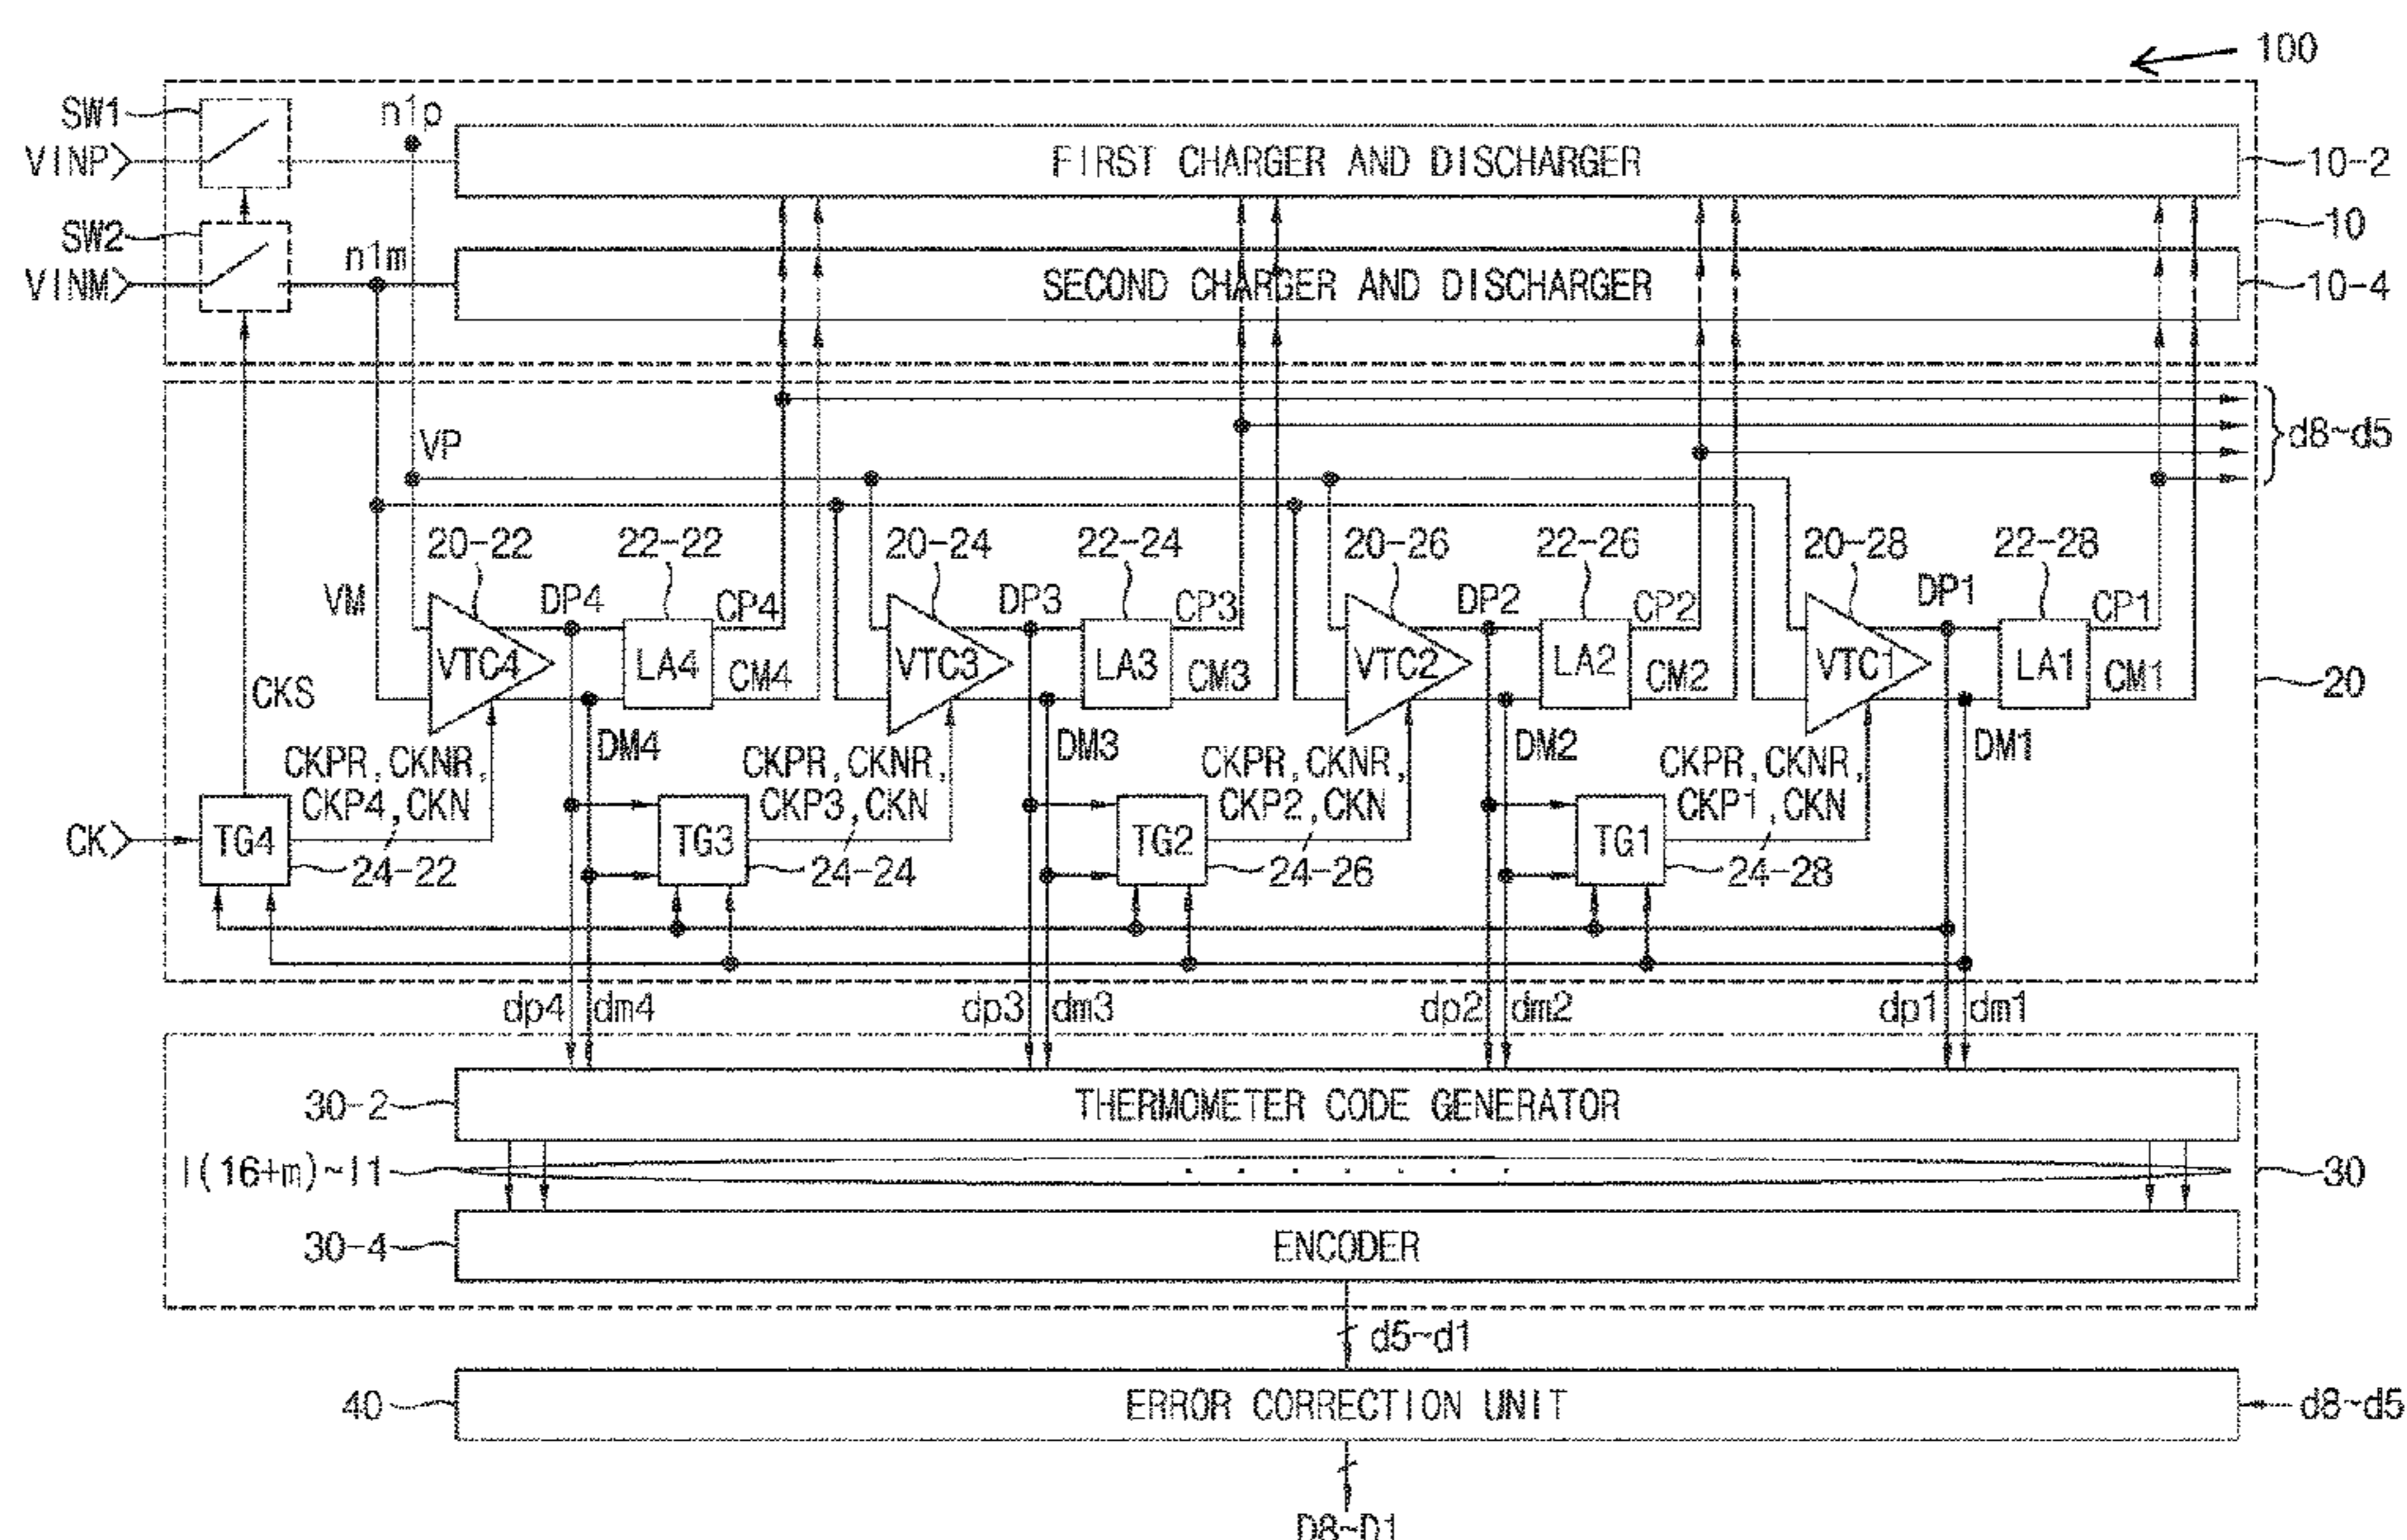 100
SW1
n1p
VINP
FIRST CHARGER AND DISCHARGER
10-2
SW2
10
n1m
VINM
SECOND CHARGER AND DISCHARGER
10-4
VP
d8~d5
20-22
22-22
20-24
22-24
20-26
22-26
20-28
22-28
VM
DP4
CP4
DP3
CP3
DP2
CP2
DP1
CP1
VTC4
LA4
VTC3
LA3
VTC2
LA2
VTC1
LA1
CKS
CM4
CM3
CM2
CM1
20
DM4
DM3
DM2
DM1
CKPR, CKNR,
CKP4, CKN
CKPR, CKNR,
CKP3, CKN
CKPR, CKNR,
CKP2, CKN
CKPR, CKNR,
CKP1, CKN
CK
TG4
TG3
TG2
TG1
24-22
24-24
24-26
24-28
dp4
dm4
dp3
dm3
dp2
dm2
dp1
dm1
30-2
THERMOMETER CODE GENERATOR
I(16+m)~I1
30
30-4
ENCODER
d5~d1
40
ERROR CORRECTION UNIT
d8~d5
D8~D1